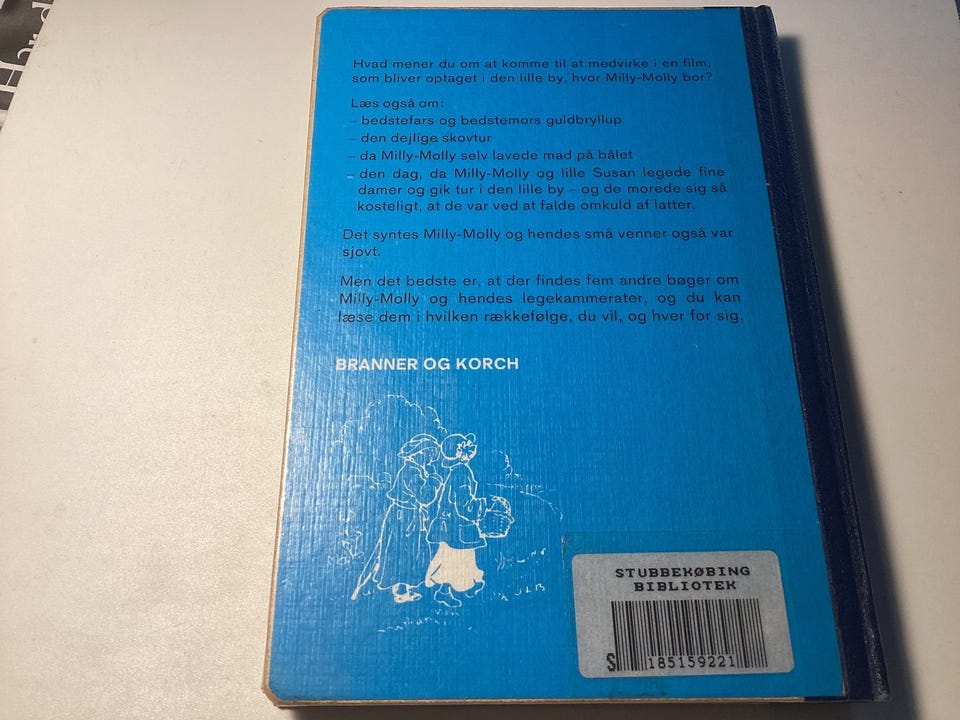 Hvad mener du om at komme til at medvirke i en film,
som bliver optaget i den lille by, hvor Milly-Molly bor?
Læs også om:
– bedstefars og bedstemors guldbryllup
– den dejlige skovtur
– da Milly-Molly selv lavede mad på bålet
– den dag, da Milly-Molly og lille Susan legede fine
damer og gik tur i den lille by – og de morede sig så
kosteligt, at de var ved at falde omkuld af latter.
Det syntes Milly-Molly og hendes små venner også var
sjovt.
Men det bedste er, at der findes fem andre bøger om
Milly-Molly og hendes legekammerater, og du kan
læse dem i hvilken rækkefølge, du vil, og hver for sig.
BRANNER OG KORCH
STUBBEKØBING
BIBLIOTEK
S 185159221